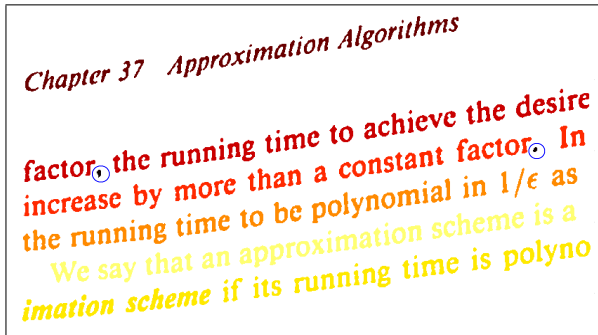 Chapter 37 Approximation Algorithms
factor, the running time to achieve the desire
increase by more than a constant factor. In
the running time to be polynomial in 1/ϵ as
We say that an approximation scheme is a
imation scheme if its running time is polyno